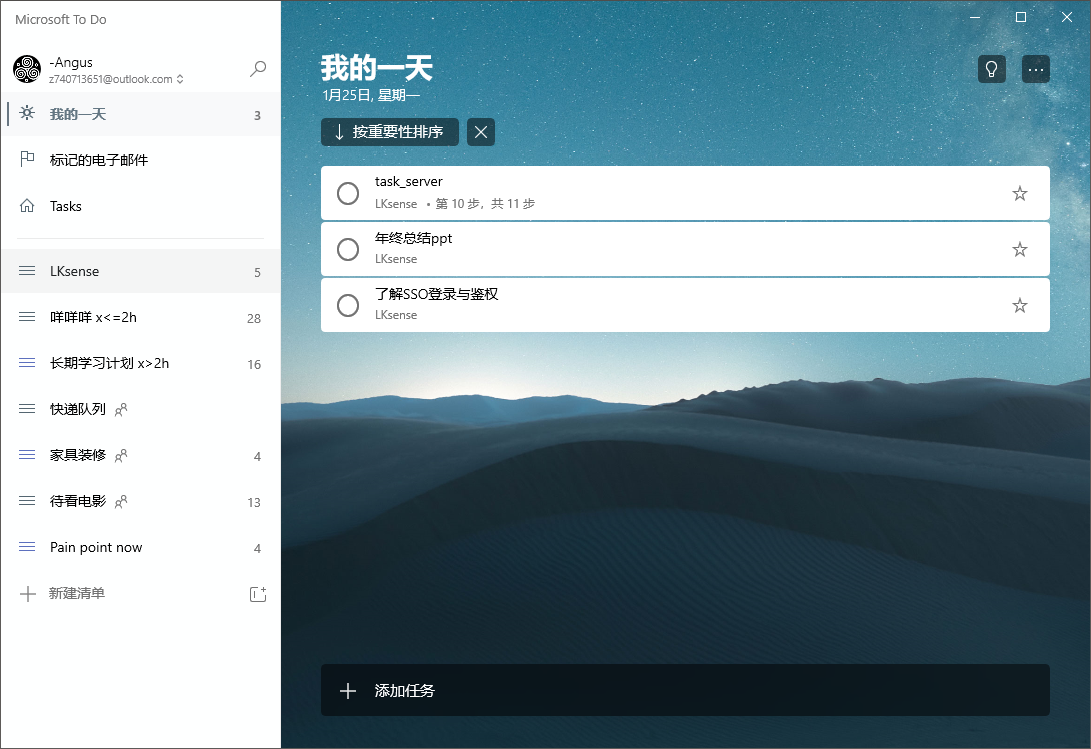 Microsoft To Do
-Angus
z740713651@outlook.com
我的一天 3
标记的电子邮件
Tasks
LKsense 5
咩咩咩 x<=2h 28
长期学习计划 x>2h 16
快递队列
家具装修 4
待看电影 13
Pain point now 4
新建清单
我的一天
1月25日, 星期一
按重要性排序
task_server
LKsense • 第 10 步，共 11 步
年终总结ppt
LKsense
了解SSO登录与鉴权
LKsense
添加任务